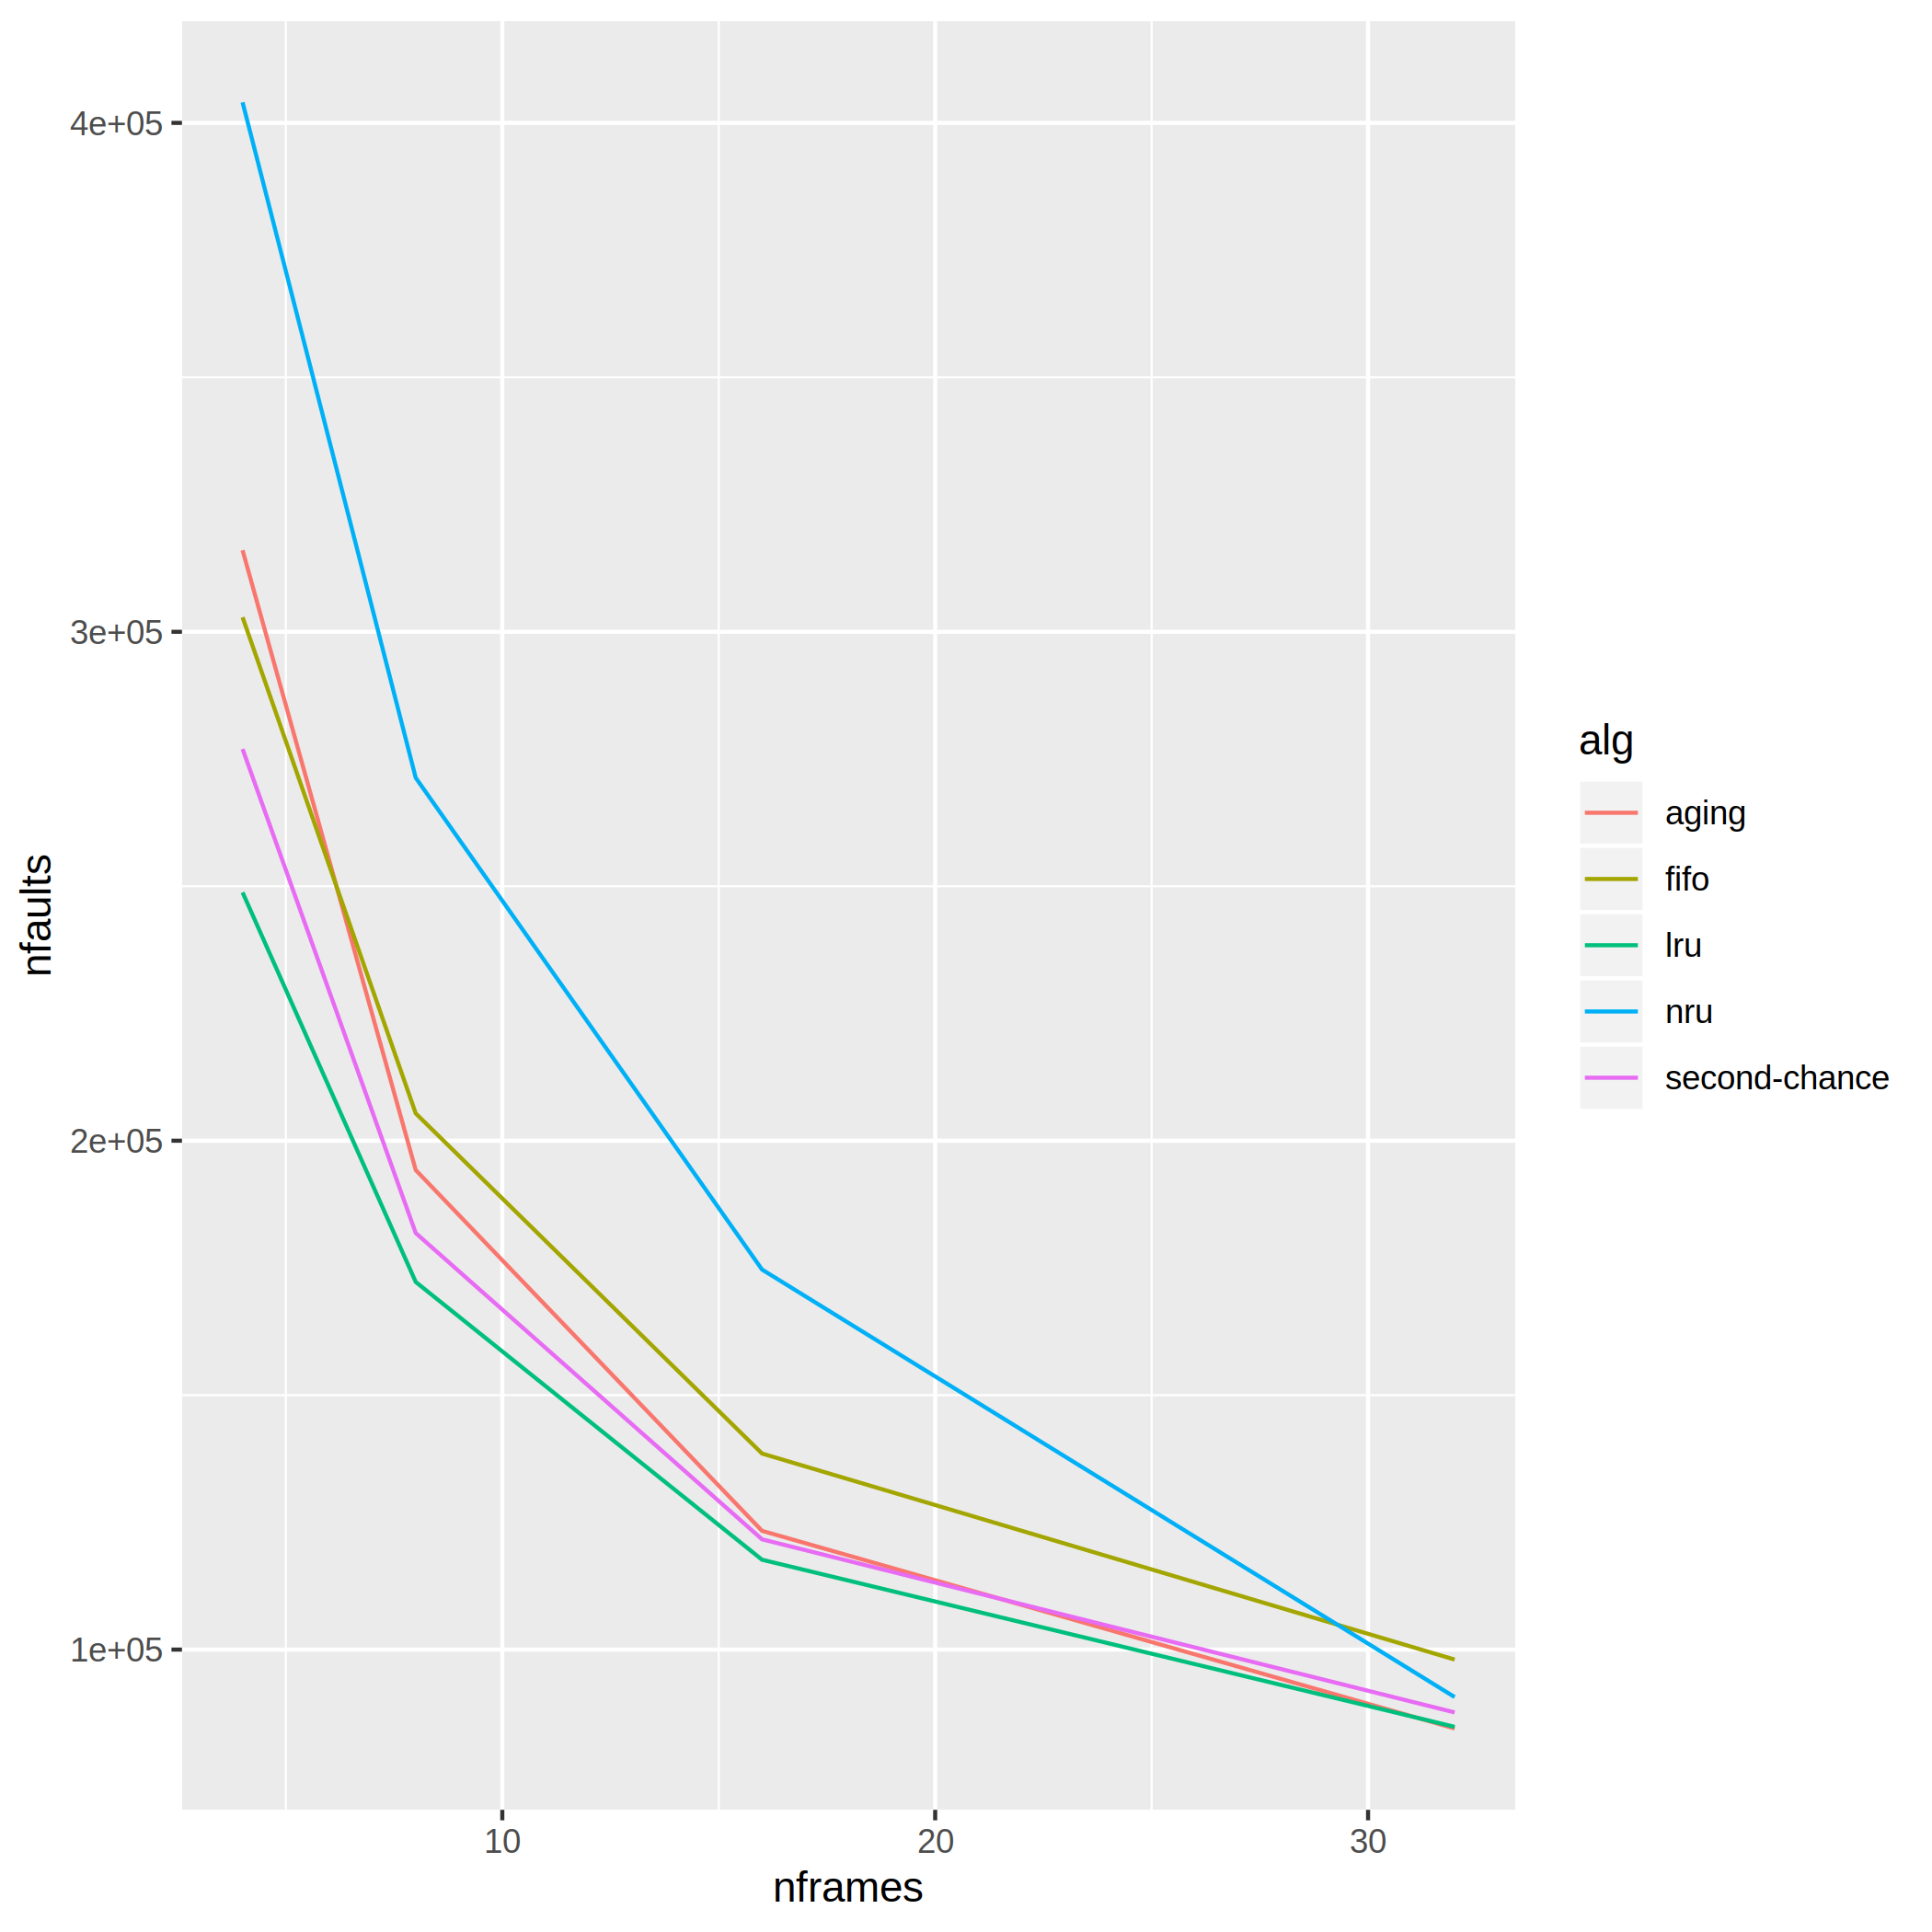 4e+05
3e+05
2e+05
1e+05
nfaults
10 20 30
nframes
alg
aging
fifo
lru
nru
second-chance